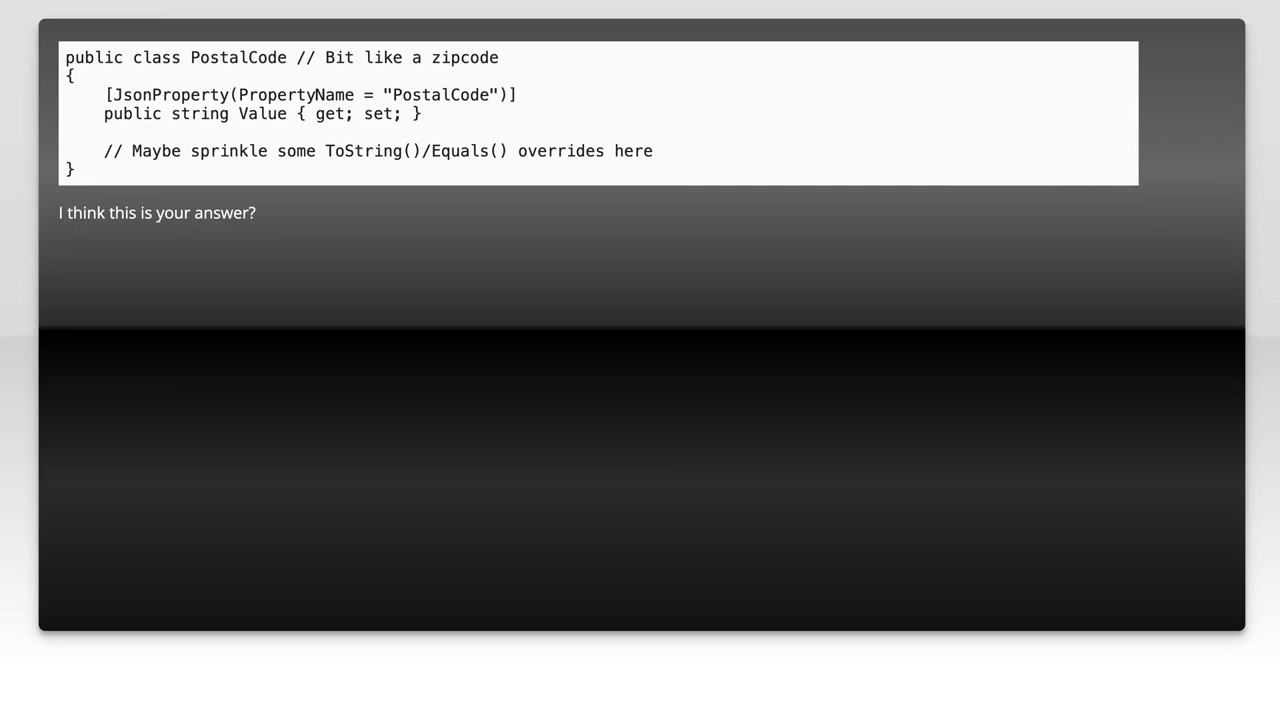 public class PostalCode // Bit like a zipcode
{
    [JsonProperty(PropertyName = "PostalCode")]
    public string Value { get; set; }
    // Maybe sprinkle some ToString()/Equals() overrides here
}
I think this is your answer?